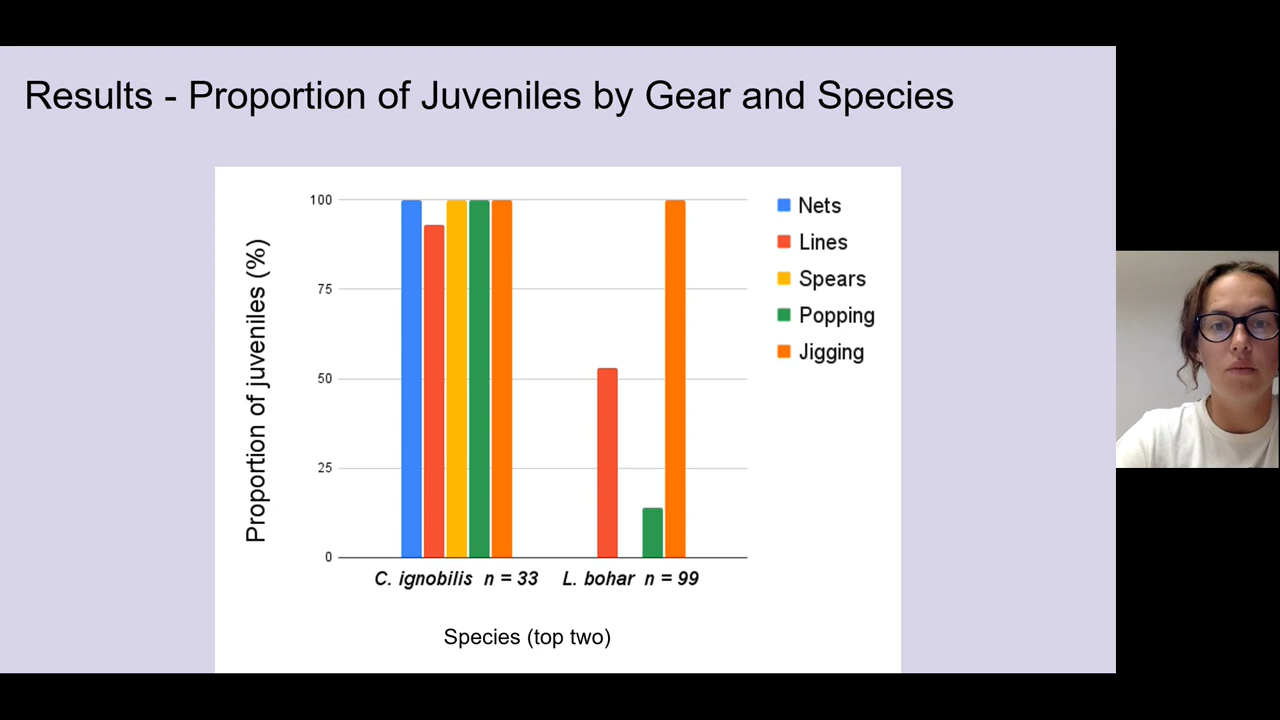 Results - Proportion of Juveniles by Gear and Species
Proportion of juveniles (%)
100
75
50
25
0
C. ignobilis n = 33
L. bohar n = 99
Species (top two)
Nets
Lines
Spears
Popping
Jigging